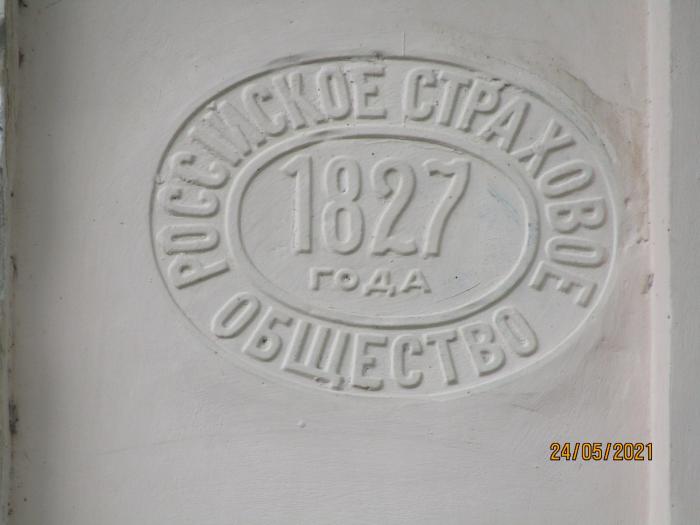 РОССІЙСКОЕ СТРАХОВОЕ
ОБЩЕСТВО
1827
ГОДА
24/05/2021